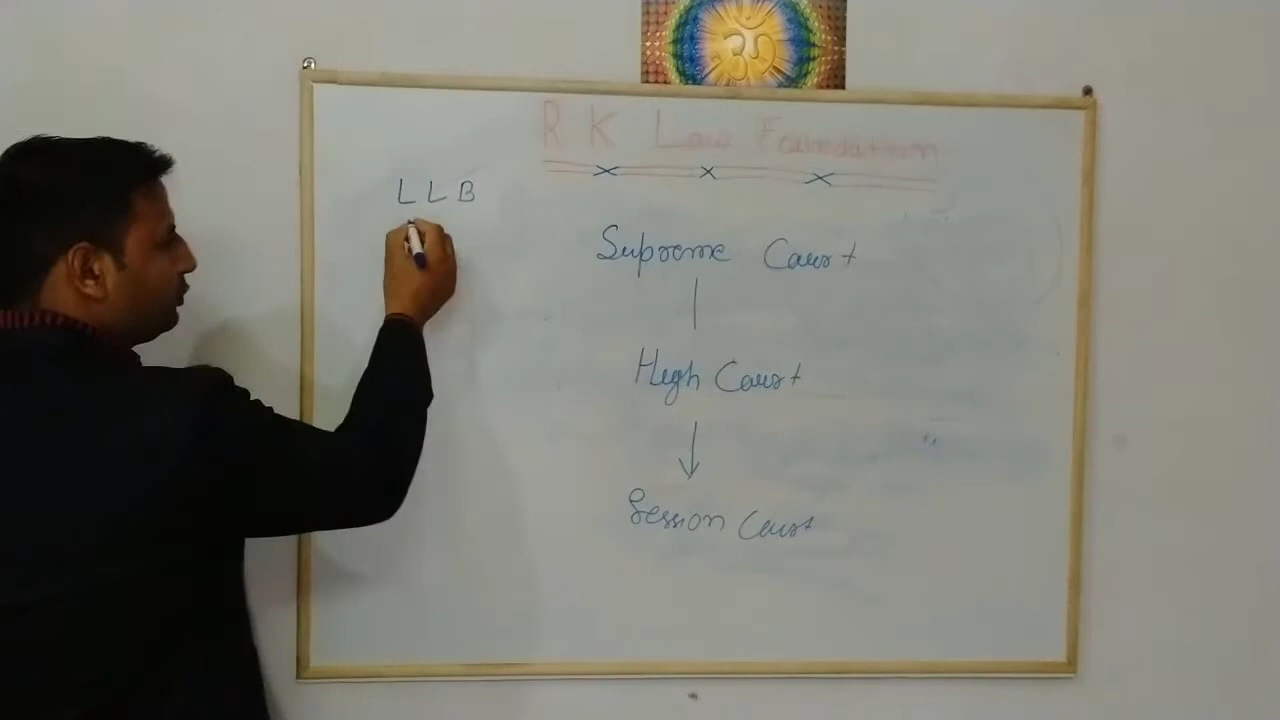 ॐ
R K Law Foundation
LLB
Supreme Court
High Court
Session Court